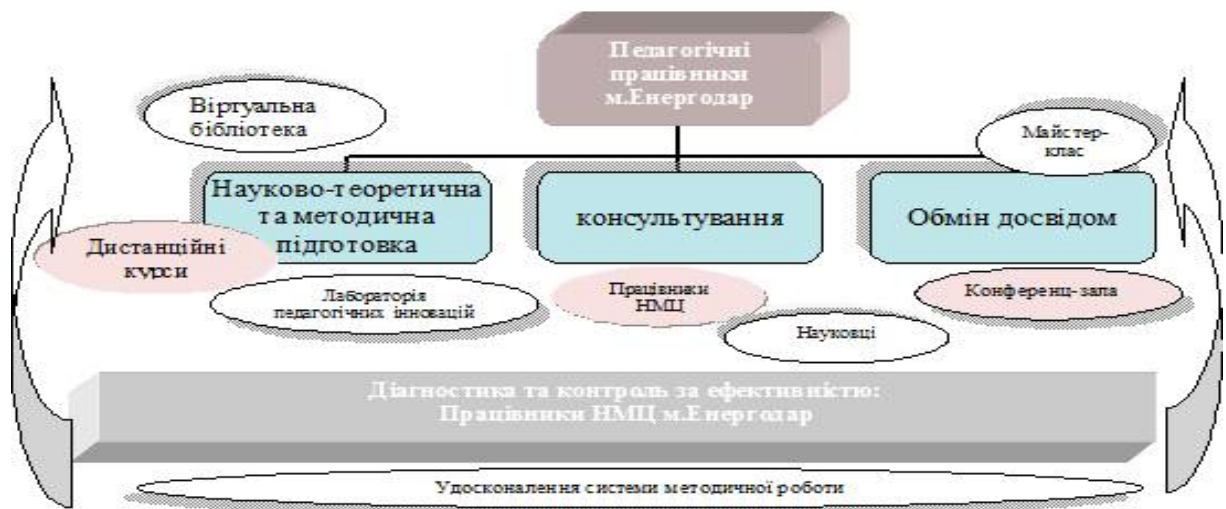 Педагогічні
працівники
м.Енергодар
Віртуальна
бібліотека
Майстер-
клас
Науково-теоретична
та методична
підготовка
консультування
Обмін досвідом
Дистанційні
курси
Лабораторія
педагогічних інновацій
Працівники
НМЦ
Конференц-зала
Науковці
Діагностика та контроль за ефективністю:
Працівники НМЦ м.Енергодар
Удосконалення системи методичної роботи